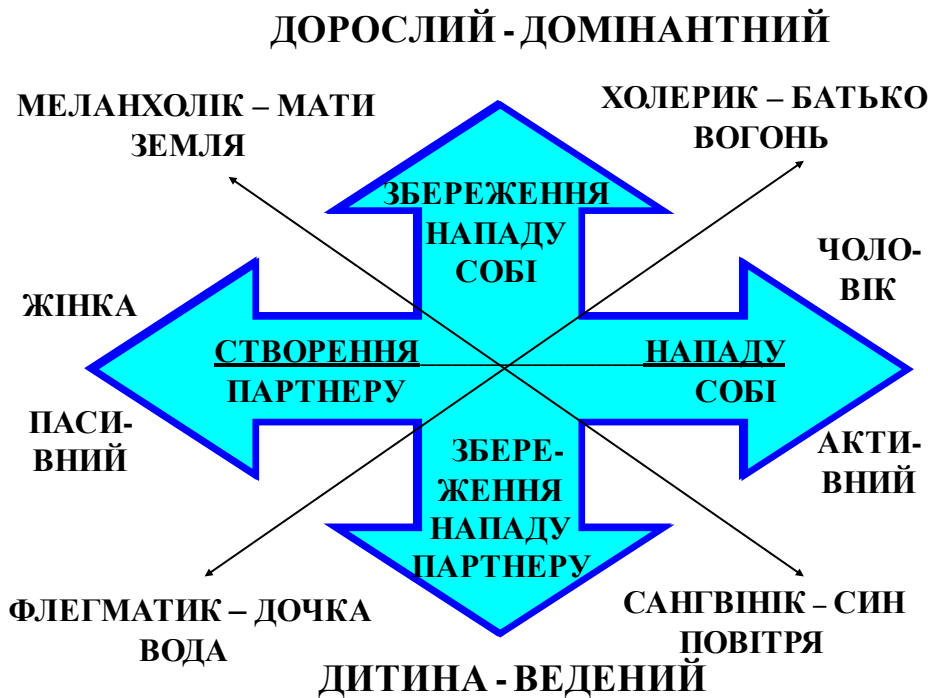 ДОРОСЛИЙ - ДОМІНАНТНИЙ
МЕЛАНХОЛІК – МАТИ
ЗЕМЛЯ
ХОЛЕРИК – БАТЬКО
ВОГОНЬ
ЗБЕРЕЖЕННЯ
НАПАДУ
СОБІ
ЧОЛО-
ВІК
ЖІНКА
СТВОРЕННЯ
ПАРТНЕРУ
НАПАДУ
СОБІ
ПАСИ-
ВНИЙ
АКТИ-
ВНИЙ
ЗБЕРЕ-
ЖЕННЯ
НАПАДУ
ПАРТНЕРУ
ФЛЕГМАТИК – ДОЧКА
ВОДА
САНГВІНІК – СИН
ПОВІТРЯ
ДИТИНА - ВЕДЕНИЙ